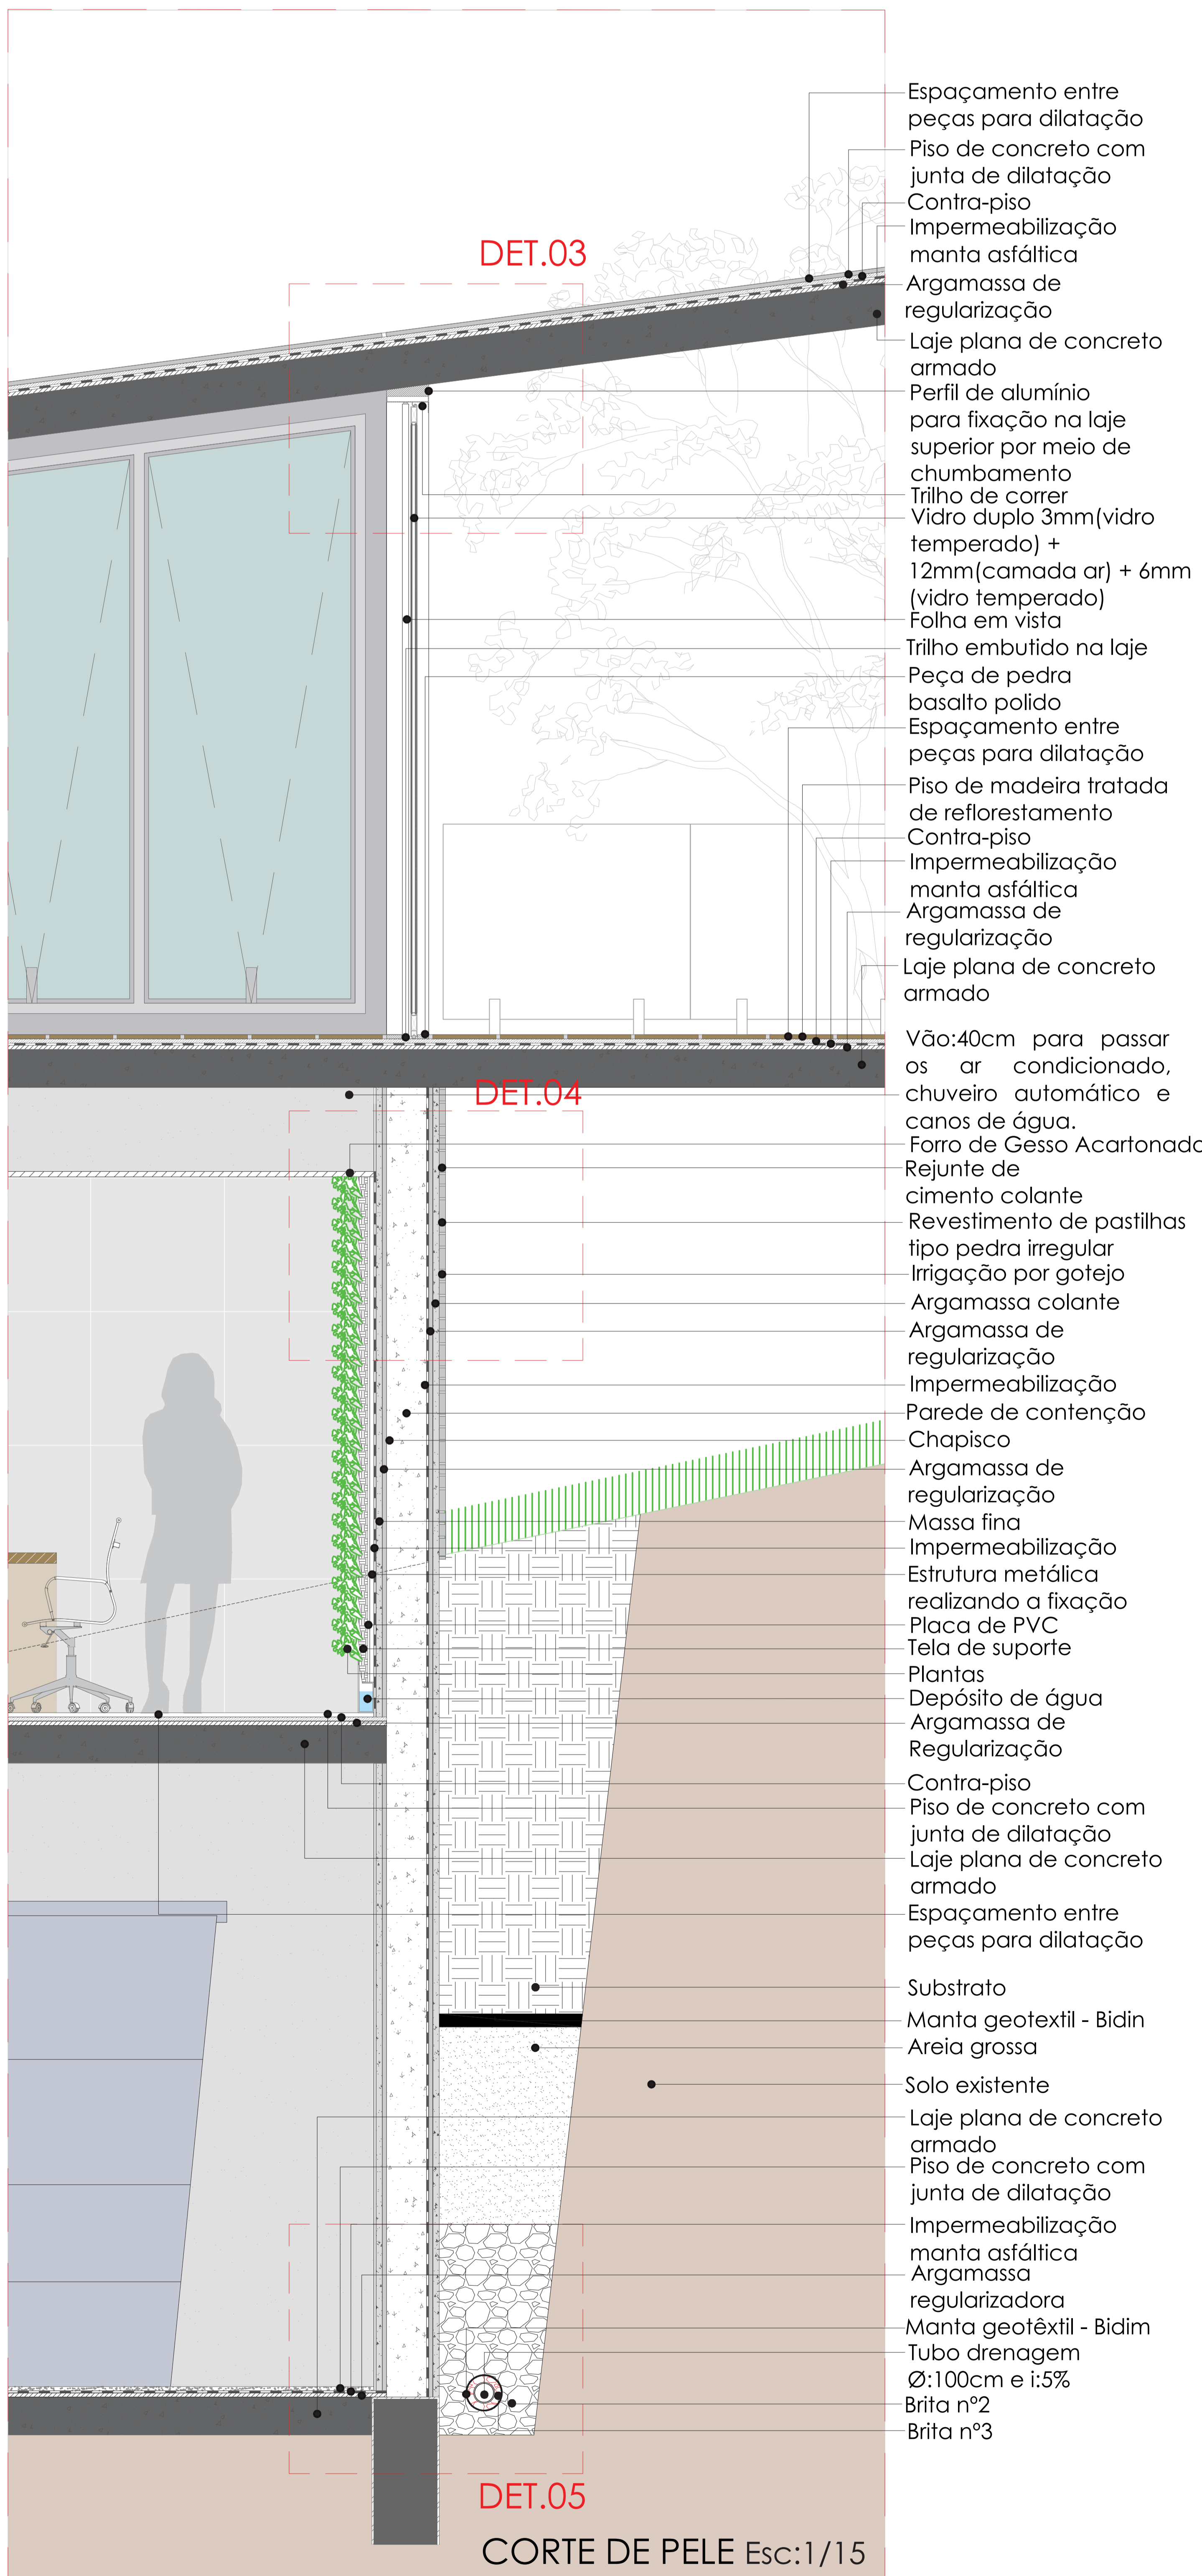 Espaçamento entre
peças para dilatação
Piso de concreto com
junta de dilatação
Contra-piso
Impermeabilização
manta asfáltica
DET.03
Argamassa de
regularização
Laje plana de concreto
armado
Perfil de alumínio
para fixação na laje
superior por meio de
chumbamento
Trilho de correr
Vidro duplo 3mm(vidro
temperado) +
12mm(camada ar) + 6mm
(vidro temperado)
Folha em vista
Trilho embutido na laje
Peça de pedra
basalto polido
Espaçamento entre
peças para dilatação
Piso de madeira tratada
de reflorestamento
Contra-piso
Impermeabilização
manta asfáltica
Argamassa de
regularização
Laje plana de concreto
armado
Vão:40cm para passar
os ar condicionado,
chuveiro automático e
canos de água.
DET.04
Forro de Gesso Acartonado
Rejunte de
cimento colante
Revestimento de pastilhas
tipo pedra irregular
Irrigação por gotejo
Argamassa colante
Argamassa de
regularização
Impermeabilização
Parede de contenção
Chapisco
Argamassa de
regularização
Massa fina
Impermeabilização
Estrutura metálica
realizando a fixação
Placa de PVC
Tela de suporte
Plantas
Depósito de água
Argamassa de
Regularização
Contra-piso
Piso de concreto com
junta de dilatação
Laje plana de concreto
armado
Espaçamento entre
peças para dilatação
Substrato
Manta geotextil - Bidin
Areia grossa
Solo existente
Laje plana de concreto
armado
Piso de concreto com
junta de dilatação
Impermeabilização
manta asfáltica
Argamassa
regularizadora
Manta geotêxtil - Bidim
Tubo drenagem
Ø:100cm e i:5%
Brita nº2
Brita nº3
DET.05
CORTE DE PELE Esc:1/15